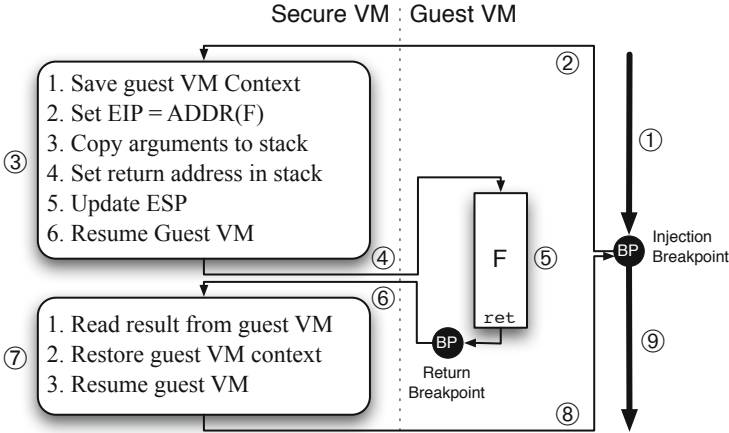 Secure VM
Guest VM
②
1. Save guest VM Context
2. Set EIP = ADDR(F)
3. Copy arguments to stack
4. Set return address in stack
5. Update ESP
6. Resume Guest VM
③
①
④
F
⑤
ret
BP
Injection
Breakpoint
⑥
BP
Return
Breakpoint
1. Read result from guest VM
2. Restore guest VM context
3. Resume guest VM
⑦
⑨
⑧